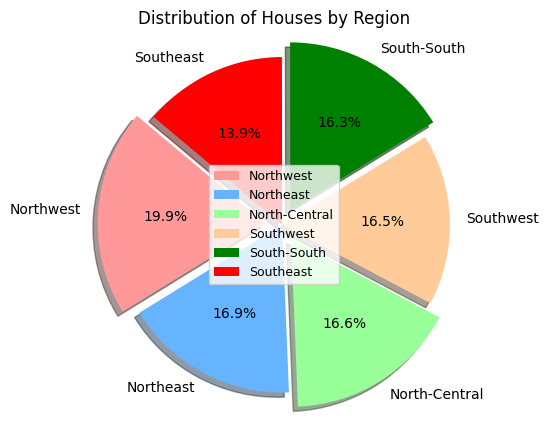 Distribution of Houses by Region
South-South
Southeast
16.3%
13.9%
Northwest
19.9%
16.5%
Southwest
Northwest
Northeast
North-Central
Southwest
South-South
Southeast
16.9%
16.6%
Northeast
North-Central